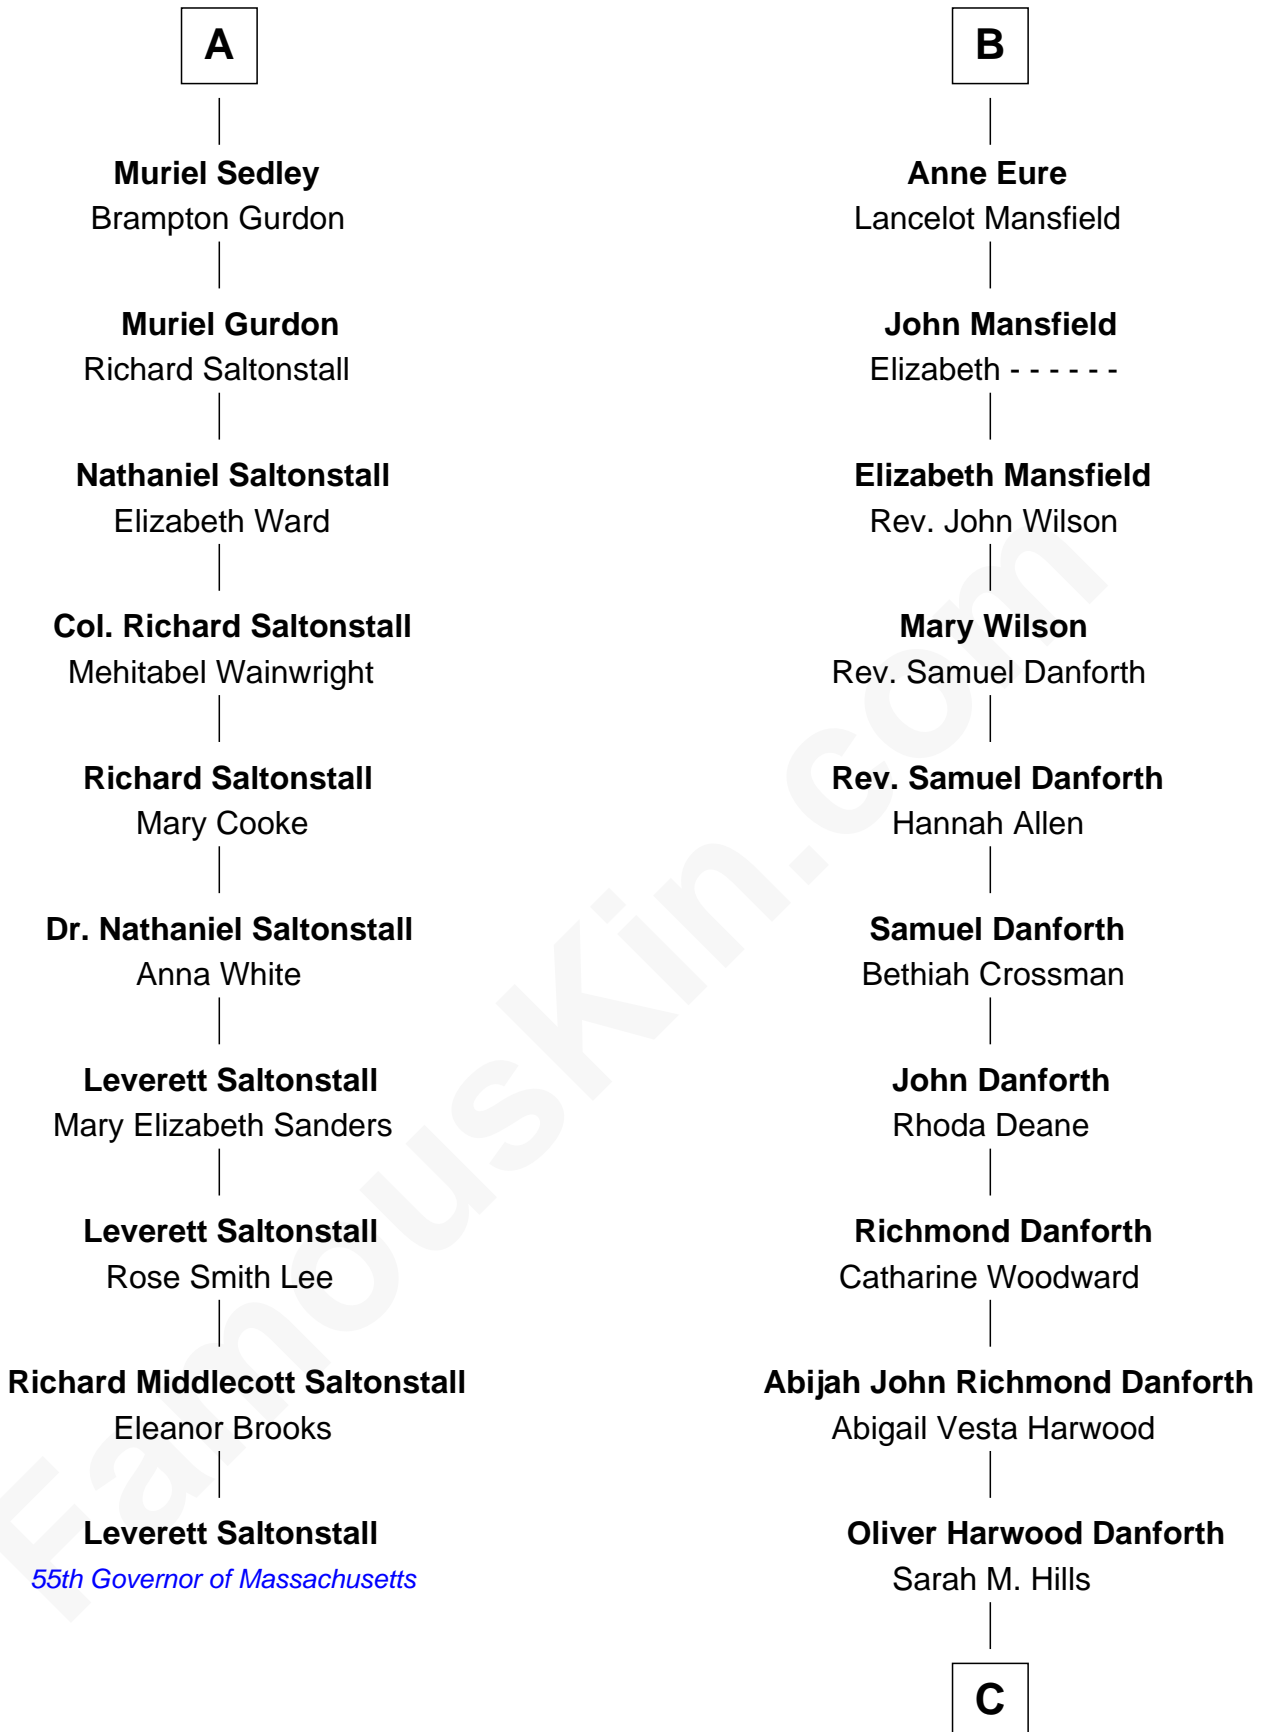 A
Muriel Sedley
Brampton Gurdon
Muriel Gurdon
Richard Saltonstall
Nathaniel Saltonstall
Elizabeth Ward
Col. Richard Saltonstall
Mehitabel Wainwright
Richard Saltonstall
Mary Cooke
Dr. Nathaniel Saltonstall
Anna White
Leverett Saltonstall
Mary Elizabeth Sanders
Leverett Saltonstall
Rose Smith Lee
Richard Middlecott Saltonstall
Eleanor Brooks
Leverett Saltonstall
55th Governor of Massachusetts
B
Anne Eure
Lancelot Mansfield
John Mansfield
Elizabeth - - - - - -
Elizabeth Mansfield
Rev. John Wilson
Mary Wilson
Rev. Samuel Danforth
Rev. Samuel Danforth
Hannah Allen
Samuel Danforth
Bethiah Crossman
John Danforth
Rhoda Deane
Richmond Danforth
Catharine Woodward
Abijah John Richmond Danforth
Abigail Vesta Harwood
Oliver Harwood Danforth
Sarah M. Hills
C
FamousKin.com